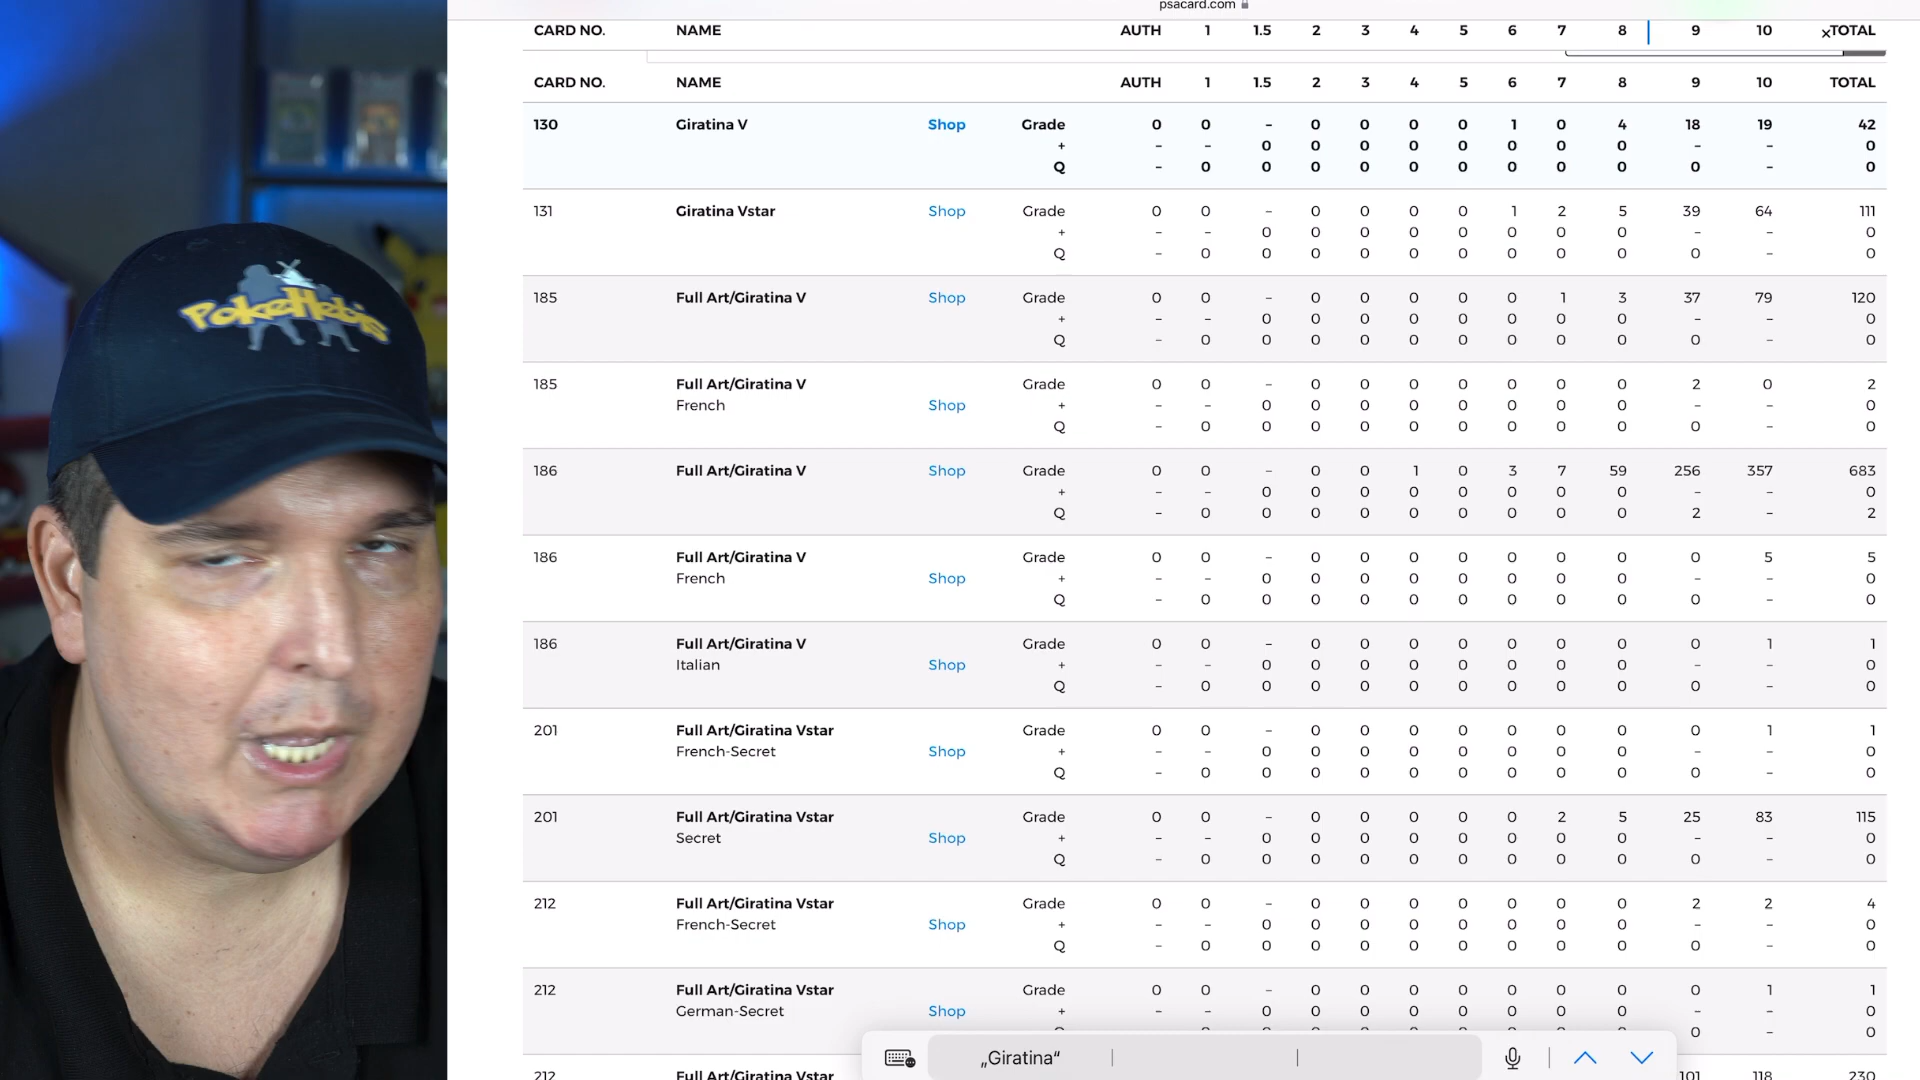 psacard.com
CARD NO. NAME AUTH 1 1.5 2 3 4 5 6 7 8 9 10 ×TOTAL
CARD NO. NAME AUTH 1 1.5 2 3 4 5 6 7 8 9 10 TOTAL
130 Giratina V Shop Grade 0 0 – 0 0 0 0 1 0 4 18 19 42
+ – – 0 0 0 0 0 0 0 0 – – 0
Q – 0 0 0 0 0 0 0 0 0 0 – 0
131 Giratina Vstar Shop Grade 0 0 – 0 0 0 0 1 2 5 39 64 111
+ – – 0 0 0 0 0 0 0 0 – – 0
Q – 0 0 0 0 0 0 0 0 0 0 – 0
185 Full Art/Giratina V Shop Grade 0 0 – 0 0 0 0 0 1 3 37 79 120
+ – – 0 0 0 0 0 0 0 0 – – 0
Q – 0 0 0 0 0 0 0 0 0 0 – 0
185 Full Art/Giratina V Grade 0 0 – 0 0 0 0 0 0 0 2 0 2
French Shop + – – 0 0 0 0 0 0 0 0 – – 0
Q – 0 0 0 0 0 0 0 0 0 0 – 0
186 Full Art/Giratina V Shop Grade 0 0 – 0 0 1 0 3 7 59 256 357 683
+ – – 0 0 0 0 0 0 0 0 – – 0
Q – 0 0 0 0 0 0 0 0 0 2 – 2
186 Full Art/Giratina V Grade 0 0 – 0 0 0 0 0 0 0 0 5 5
French Shop + – – 0 0 0 0 0 0 0 0 – – 0
Q – 0 0 0 0 0 0 0 0 0 0 – 0
186 Full Art/Giratina V Grade 0 0 – 0 0 0 0 0 0 0 0 1 1
Italian Shop + – – 0 0 0 0 0 0 0 0 – – 0
Q – 0 0 0 0 0 0 0 0 0 0 – 0
201 Full Art/Giratina Vstar Grade 0 0 – 0 0 0 0 0 0 0 0 1 1
French-Secret Shop + – – 0 0 0 0 0 0 0 0 – – 0
Q – 0 0 0 0 0 0 0 0 0 0 – 0
201 Full Art/Giratina Vstar Grade 0 0 – 0 0 0 0 0 2 5 25 83 115
Secret Shop + – – 0 0 0 0 0 0 0 0 – – 0
Q – 0 0 0 0 0 0 0 0 0 0 – 0
212 Full Art/Giratina Vstar Grade 0 0 – 0 0 0 0 0 0 0 2 2 4
French-Secret Shop + – – 0 0 0 0 0 0 0 0 – – 0
Q – 0 0 0 0 0 0 0 0 0 0 – 0
212 Full Art/Giratina Vstar Grade 0 0 – 0 0 0 0 0 0 0 0 1 1
German-Secret Shop + – – 0 0 0 0 0 0 0 0 – – 0
0 – 0
212 Full Art/Giratina Vstar 101 118 230
„Giratina“
PokeHebis